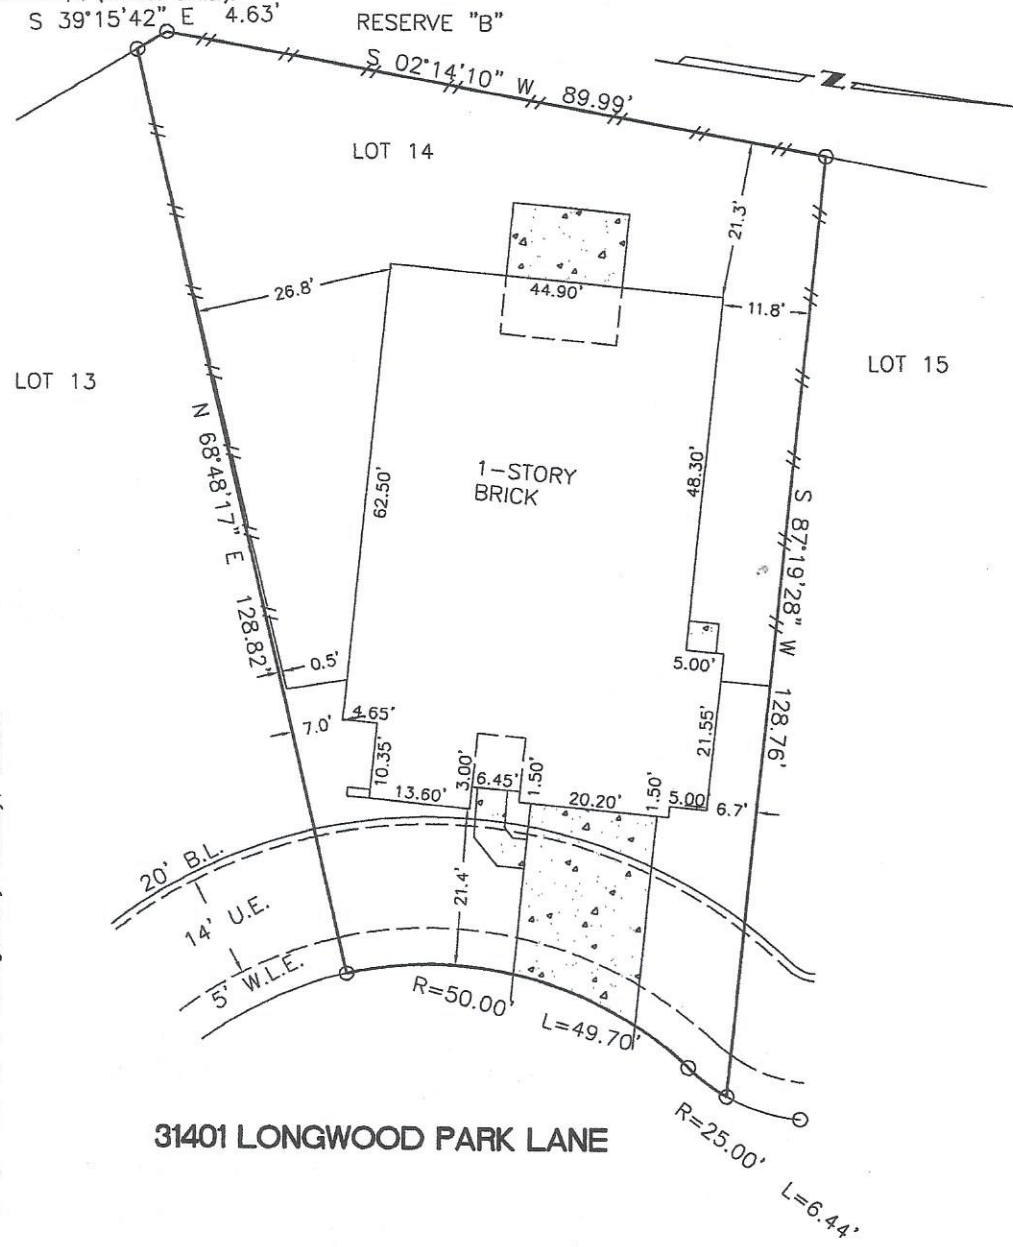 S 39°15'42" E 4.63'
RESERVE "B"
S 02°14'10" W 89.99'
N
LOT 14
21.3'
26.8'
44.90'
11.8'
LOT 13
LOT 15
N 68°48'17" E 128.82'
62.50'
1-STORY
BRICK
48.30'
S 87°19'28" W 128.76'
0.5'
5.00'
7.0'
4.65'
10.35'
13.60'
3.00'
6.45'
1.50'
20.20'
1.50'
5.00
21.55'
6.7'
20' B.L.
14' U.E.
5' W.L.E.
21.4'
R=50.00'
L=49.70'
31401 LONGWOOD PARK LANE
R=25.00'
L=6.44'